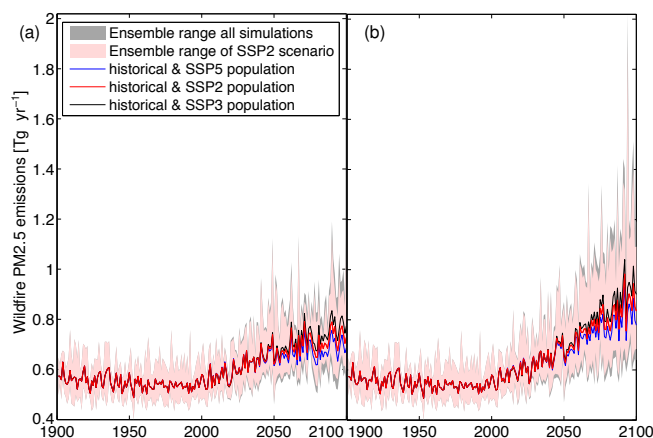 (a)
Ensemble range all simulations
Ensemble range of SSP2 scenario
historical & SSP5 population
historical & SSP2 population
historical & SSP3 population
(b)
Wildfire PM2.5 emissions [Tg yr⁻¹]
2
1.8
1.6
1.4
1.2
1
0.8
0.6
0.4
1900 1950 2000 2050 2100
1900 1950 2000 2050 2100